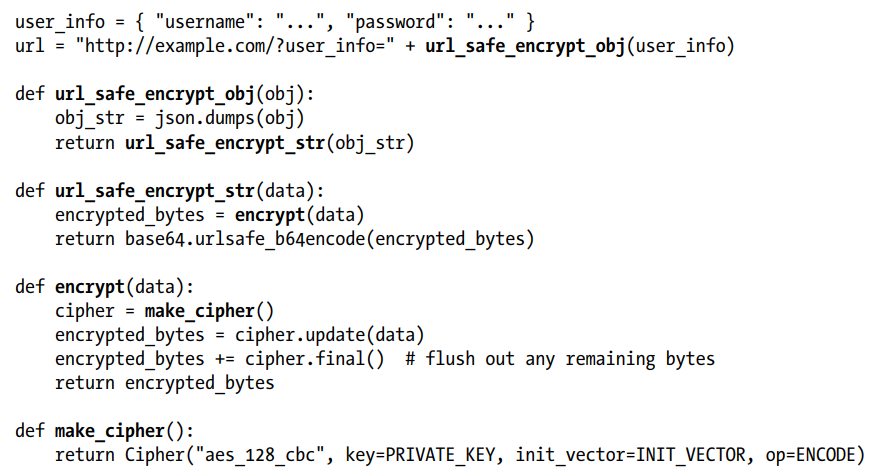 user_info = { "username": "...", "password": "..." }
url = "http://example.com/?user_info=" + url_safe_encrypt_obj(user_info)

def url_safe_encrypt_obj(obj):
    obj_str = json.dumps(obj)
    return url_safe_encrypt_str(obj_str)

def url_safe_encrypt_str(data):
    encrypted_bytes = encrypt(data)
    return base64.urlsafe_b64encode(encrypted_bytes)

def encrypt(data):
    cipher = make_cipher()
    encrypted_bytes = cipher.update(data)
    encrypted_bytes += cipher.final()  # flush out any remaining bytes
    return encrypted_bytes

def make_cipher():
    return Cipher("aes_128_cbc", key=PRIVATE_KEY, init_vector=INIT_VECTOR, op=ENCODE)